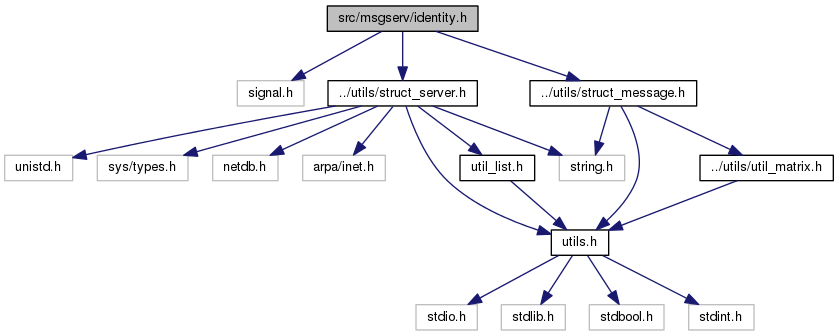 src/msgserv/identity.h
signal.h
../utils/struct_server.h
../utils/struct_message.h
unistd.h
sys/types.h
netdb.h
arpa/inet.h
util_list.h
string.h
../utils/util_matrix.h
utils.h
stdio.h
stdlib.h
stdbool.h
stdint.h